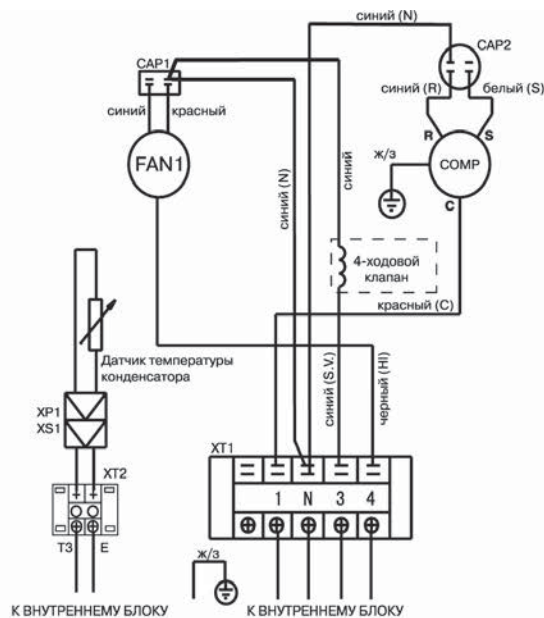 синий (N)
CAP2
CAP1
синий (R)
белый (S)
синий
красный
R
S
ж/з
COMP
FAN1
синий (N)
синий
C
4-ходовой
клапан
красный (C)
Датчик температуры
конденсатора
синий (S.V.)
черный (HI)
XP1
XS1
XT1
XT2
1 N 3 4
T3 E
ж/з
К ВНУТРЕННЕМУ БЛОКУ
К ВНУТРЕННЕМУ БЛОКУ